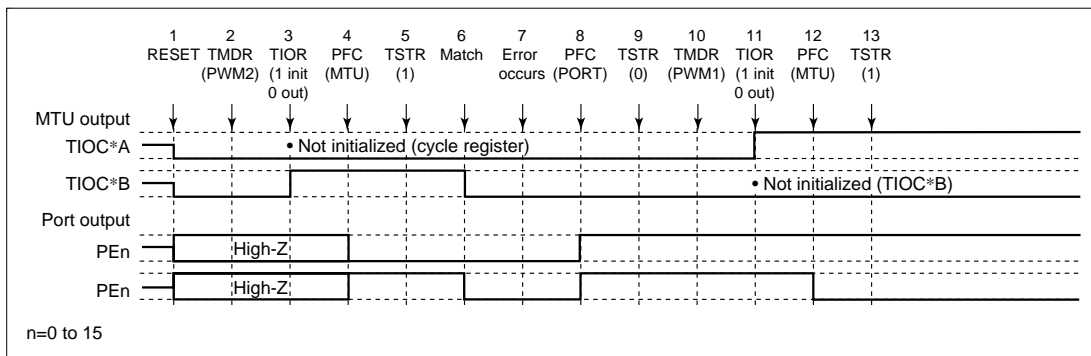 1 2 3 4 5 6 7 8 9 10 11 12 13
RESET TMDR TIOR PFC TSTR Match Error PFC TSTR TMDR TIOR PFC TSTR
(PWM2) (1 init (MTU) (1) occurs (PORT) (0) (PWM1) (1 init (MTU) (1)
0 out) 0 out)
MTU output
TIOC*A • Not initialized (cycle register)
TIOC*B • Not initialized (TIOC*B)
Port output
PEn High-Z
PEn High-Z
n=0 to 15